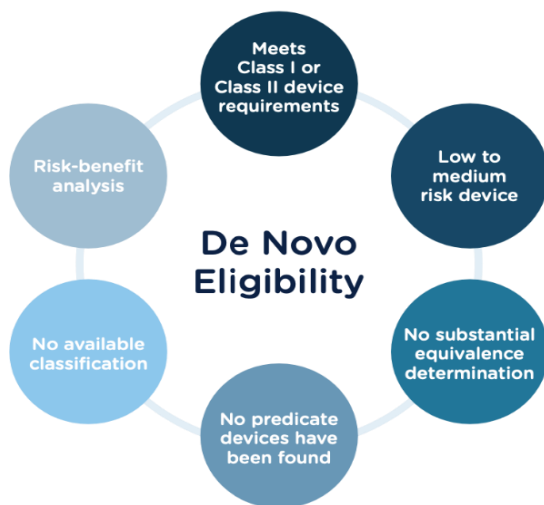 Meets
Class I or
Class II device
requirements
Risk-benefit
analysis
Low to
medium
risk device
De Novo
Eligibility
No available
classification
No substantial
equivalence
determination
No predicate
devices have
been found